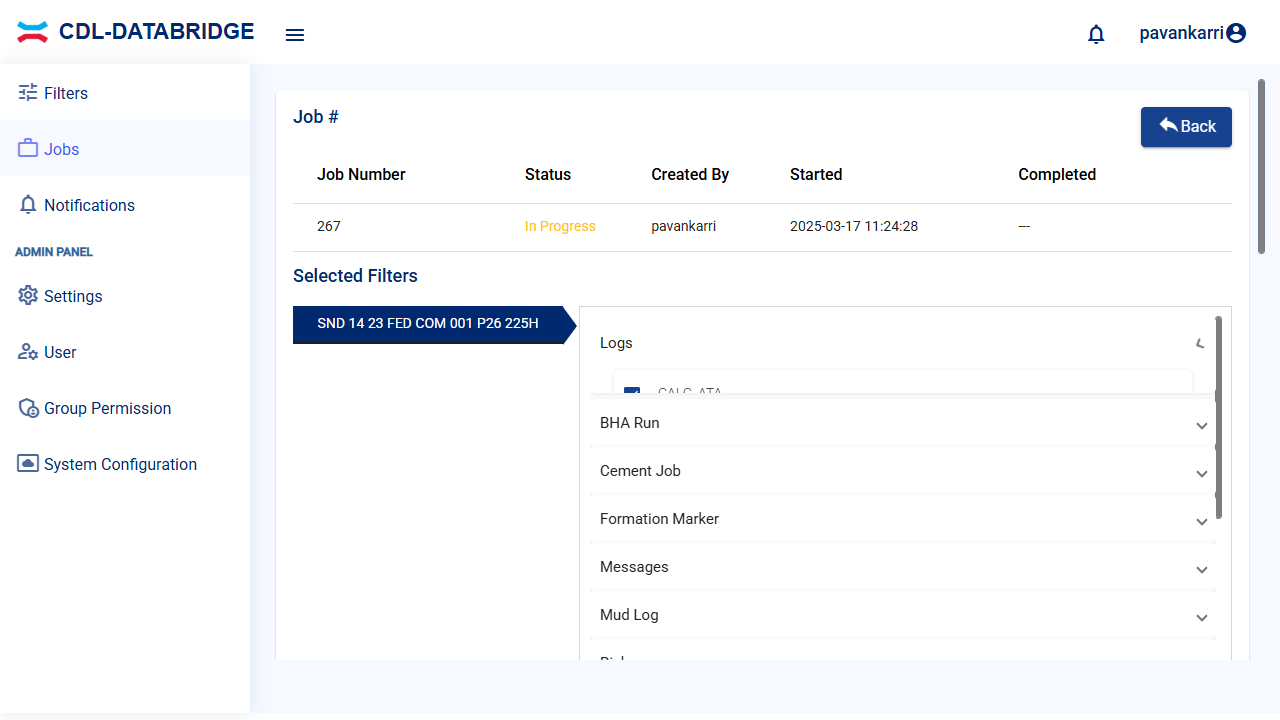 CDL-DATABRIDGE
pavankarri
Filters
Jobs
Notifications
ADMIN PANEL
Settings
User
Group Permission
System Configuration
Job #
Back
Job Number Status Created By Started Completed
267 In Progress pavankarri 2025-03-17 11:24:28 ---
Selected Filters
SND 14 23 FED COM 001 P26 225H
Logs
BHA Run
Cement Job
Formation Marker
Messages
Mud Log